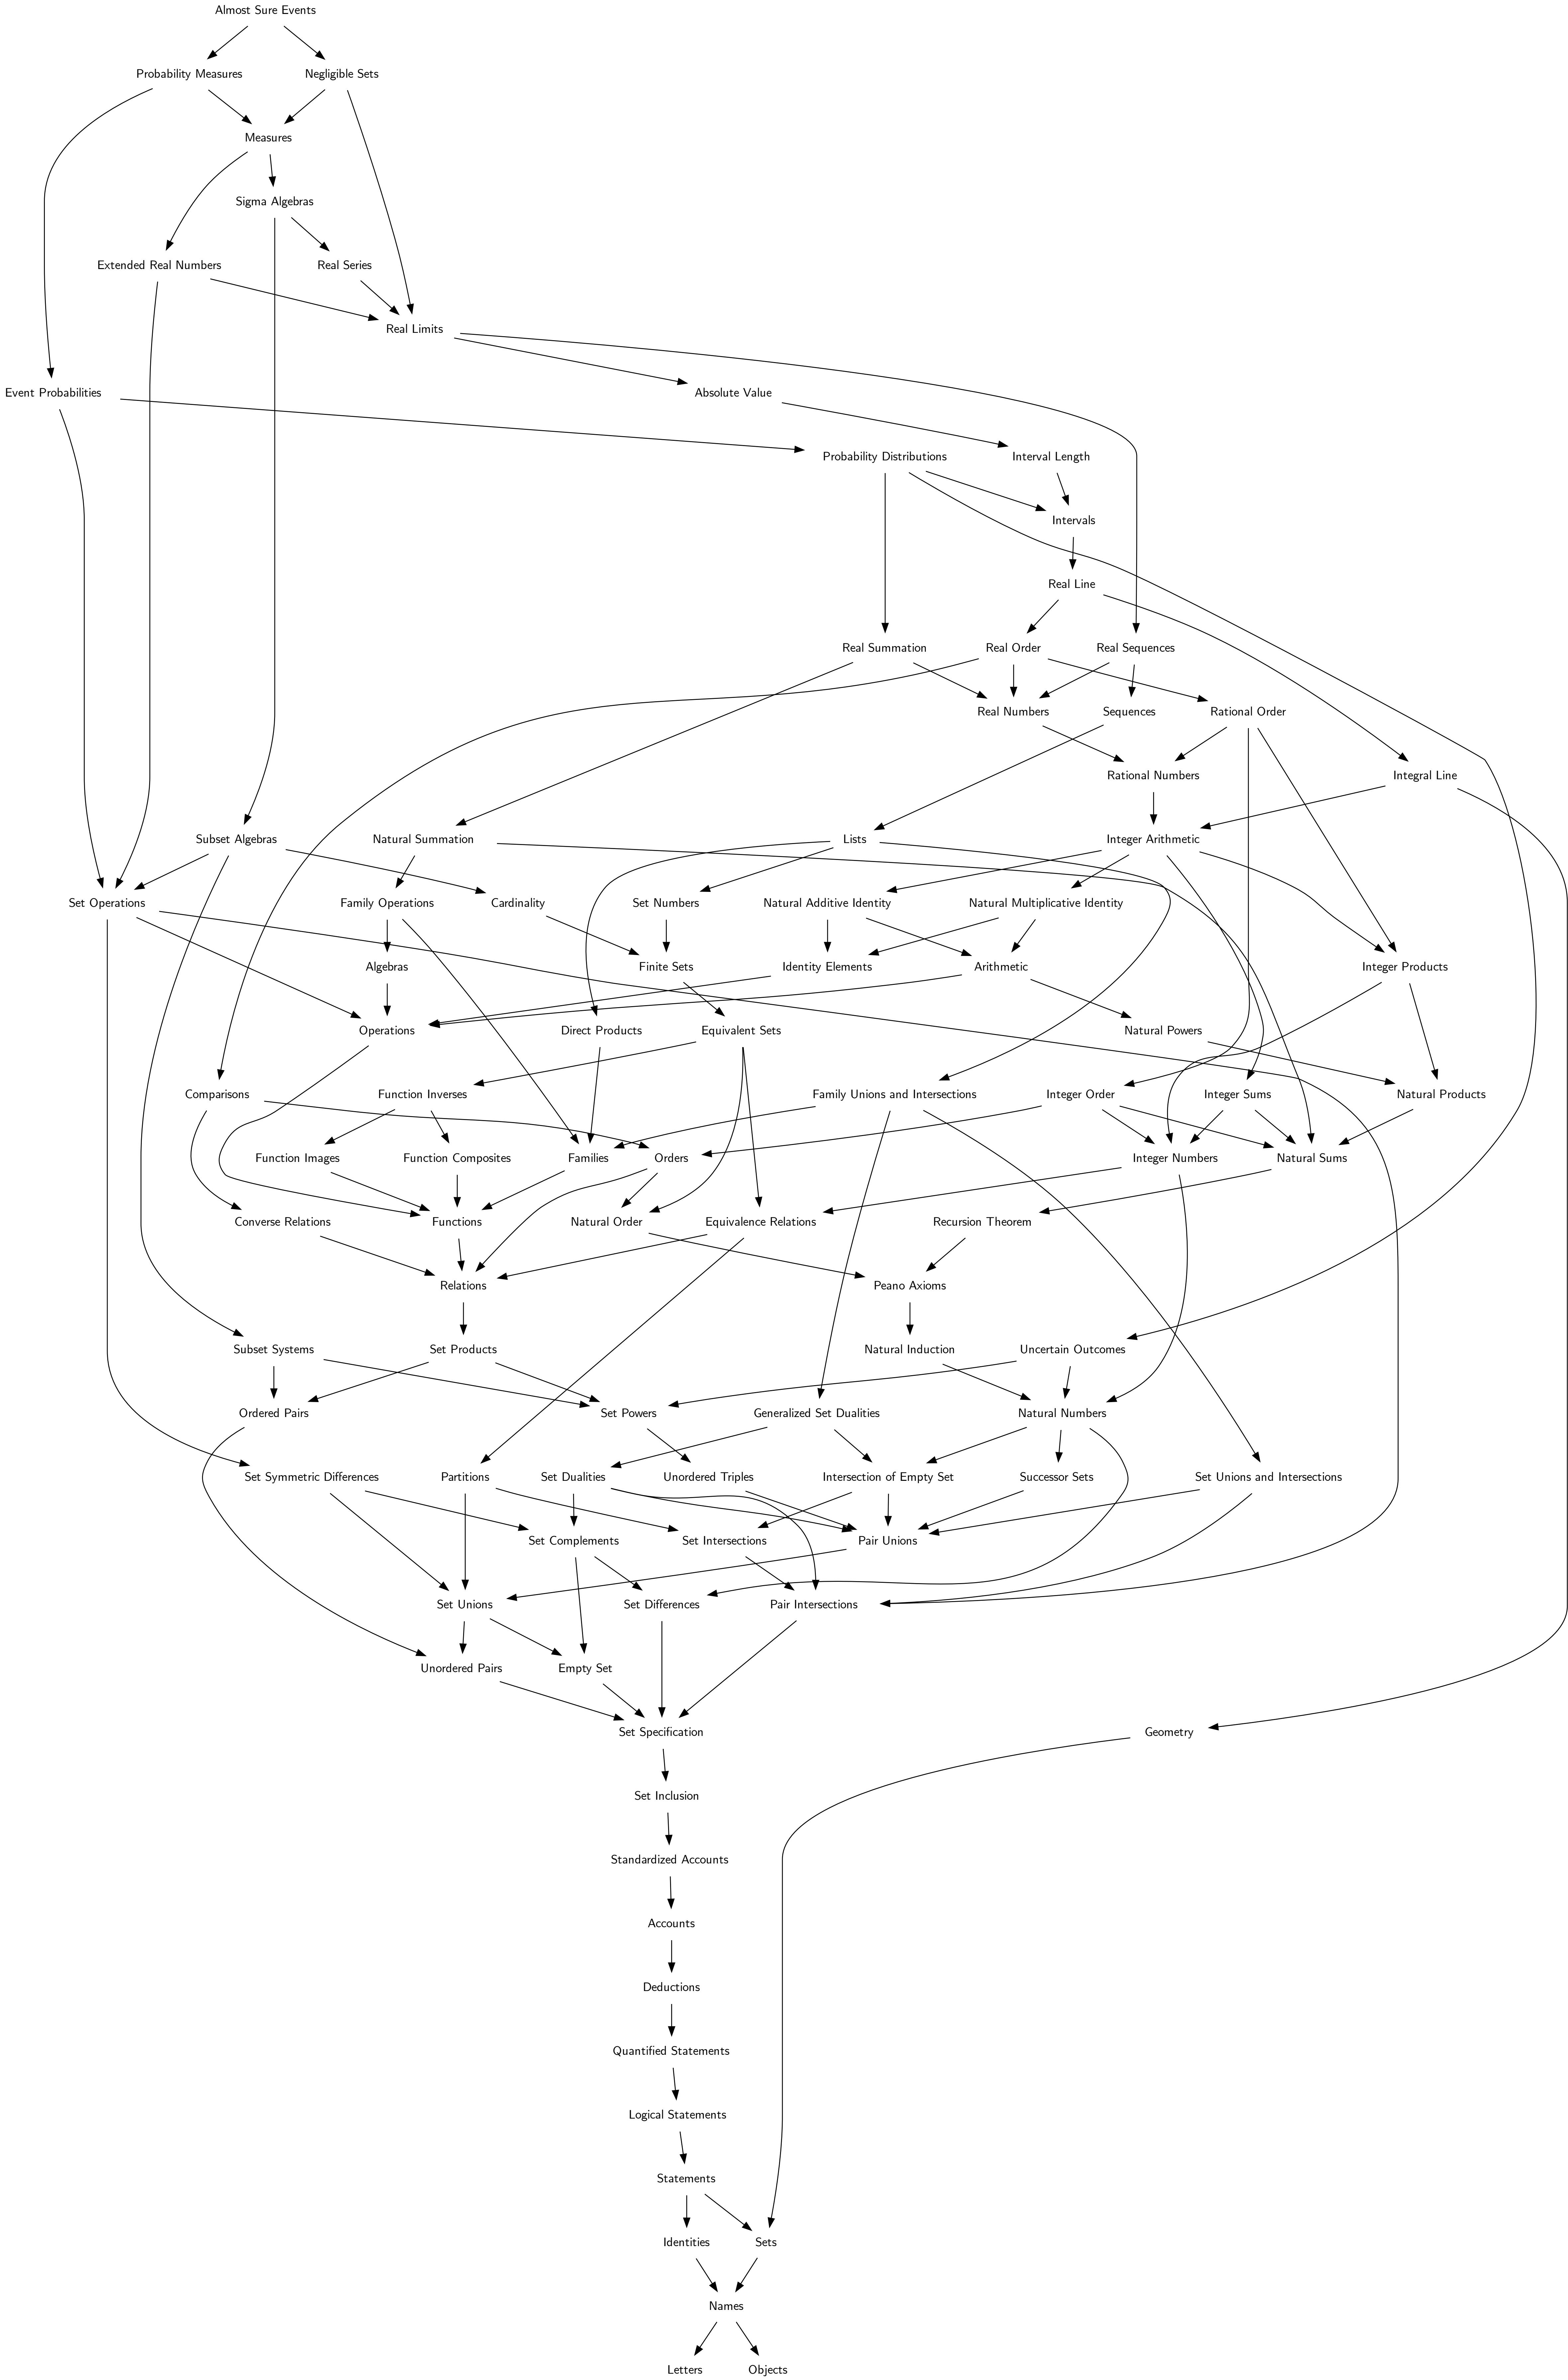 Almost Sure Events
Probability Measures
Negligible Sets
Measures
Sigma Algebras
Extended Real Numbers
Real Series
Real Limits
Event Probabilities
Absolute Value
Probability Distributions
Interval Length
Intervals
Real Line
Real Summation
Real Order
Real Sequences
Real Numbers
Sequences
Rational Order
Rational Numbers
Integral Line
Subset Algebras
Natural Summation
Lists
Integer Arithmetic
Set Operations
Family Operations
Cardinality
Set Numbers
Natural Additive Identity
Natural Multiplicative Identity
Algebras
Finite Sets
Identity Elements
Arithmetic
Integer Products
Operations
Direct Products
Equivalent Sets
Natural Powers
Comparisons
Function Inverses
Family Unions and Intersections
Integer Order
Integer Sums
Natural Products
Function Images
Function Composites
Families
Orders
Integer Numbers
Natural Sums
Converse Relations
Functions
Natural Order
Equivalence Relations
Recursion Theorem
Relations
Peano Axioms
Subset Systems
Set Products
Natural Induction
Uncertain Outcomes
Ordered Pairs
Set Powers
Generalized Set Dualities
Natural Numbers
Set Symmetric Differences
Partitions
Set Dualities
Unordered Triples
Intersection of Empty Set
Successor Sets
Set Unions and Intersections
Set Complements
Set Intersections
Pair Unions
Set Unions
Set Differences
Pair Intersections
Unordered Pairs
Empty Set
Set Specification
Geometry
Set Inclusion
Standardized Accounts
Accounts
Deductions
Quantified Statements
Logical Statements
Statements
Identities
Sets
Names
Letters
Objects